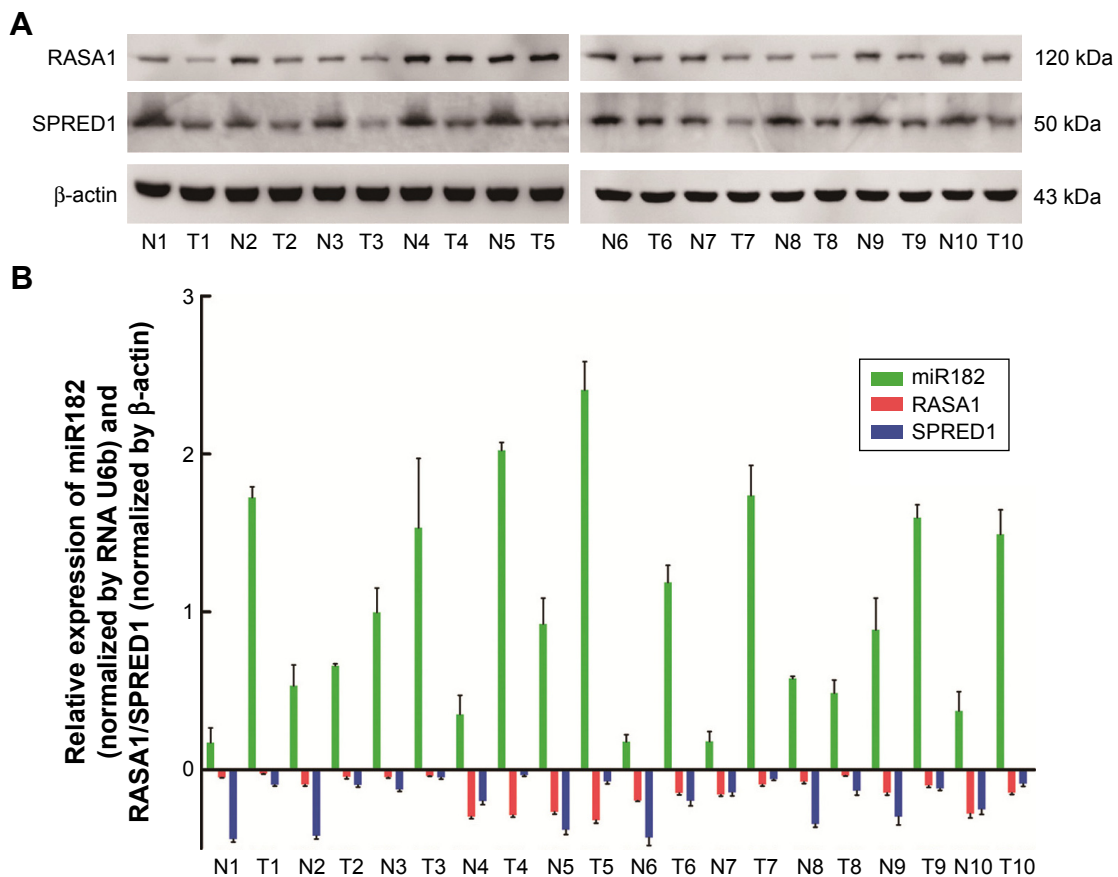 A
RASA1
120 kDa
SPRED1
50 kDa
β-actin
43 kDa
N1 T1 N2 T2 N3 T3 N4 T4 N5 T5 N6 T6 N7 T7 N8 T8 N9 T9 N10 T10
B
Relative expression of miR182
(normalized by RNA U6b) and
RASA1/SPRED1 (normalized by β-actin)
3
2
1
0
miR182
RASA1
SPRED1
N1 T1 N2 T2 N3 T3 N4 T4 N5 T5 N6 T6 N7 T7 N8 T8 N9 T9 N10 T10